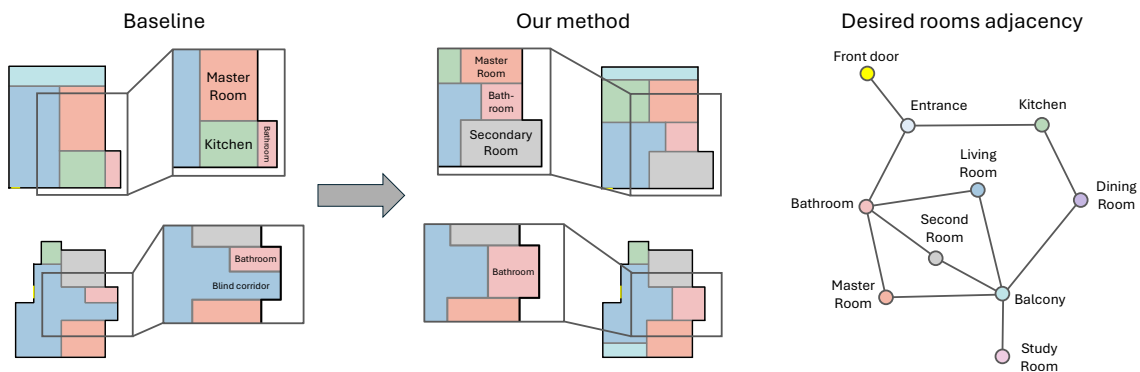 Baseline
Our method
Desired rooms adjacency
Master
Room
Kitchen
Bathroom
Master
Room
Bath-
room
Secondary
Room
Bathroom
Blind corridor
Bathroom
Front door
Entrance
Kitchen
Living
Room
Bathroom
Second
Room
Dining
Room
Master
Room
Balcony
Study
Room